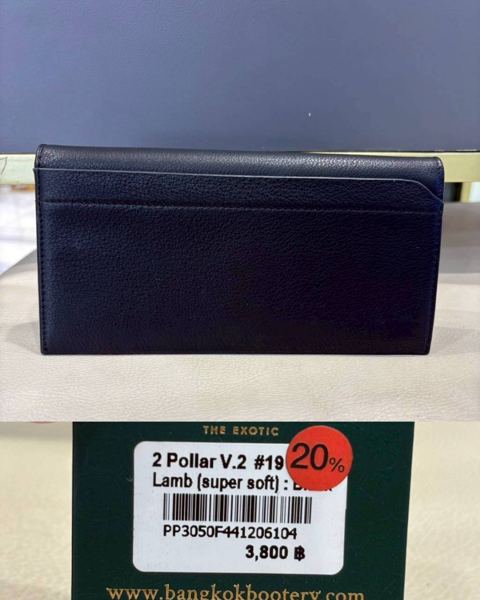 THE EXOTIC
2 Pollar V.2 #19
20%
Lamb (super soft) :
PP3050F441206104
3,800 ฿
www.bangkokbootery.com